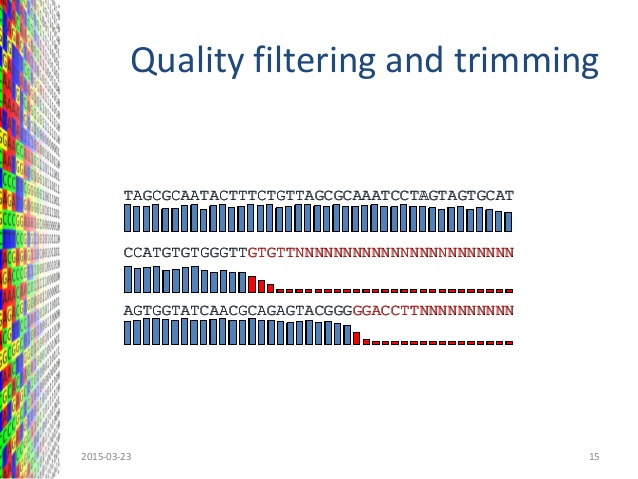 Quality filtering and trimming
TAGCGCAATACTTTCTGTTAGCGCAAATCCTAGTAGTGCAT
CCATGTGTGGGTTGTGTTNNNNNNNNNNNNNNNNNNNNNNN
AGTGGTATCAACGCAGAGTACGGGGGACCTTNNNNNNNNNN
2015-03-23
15